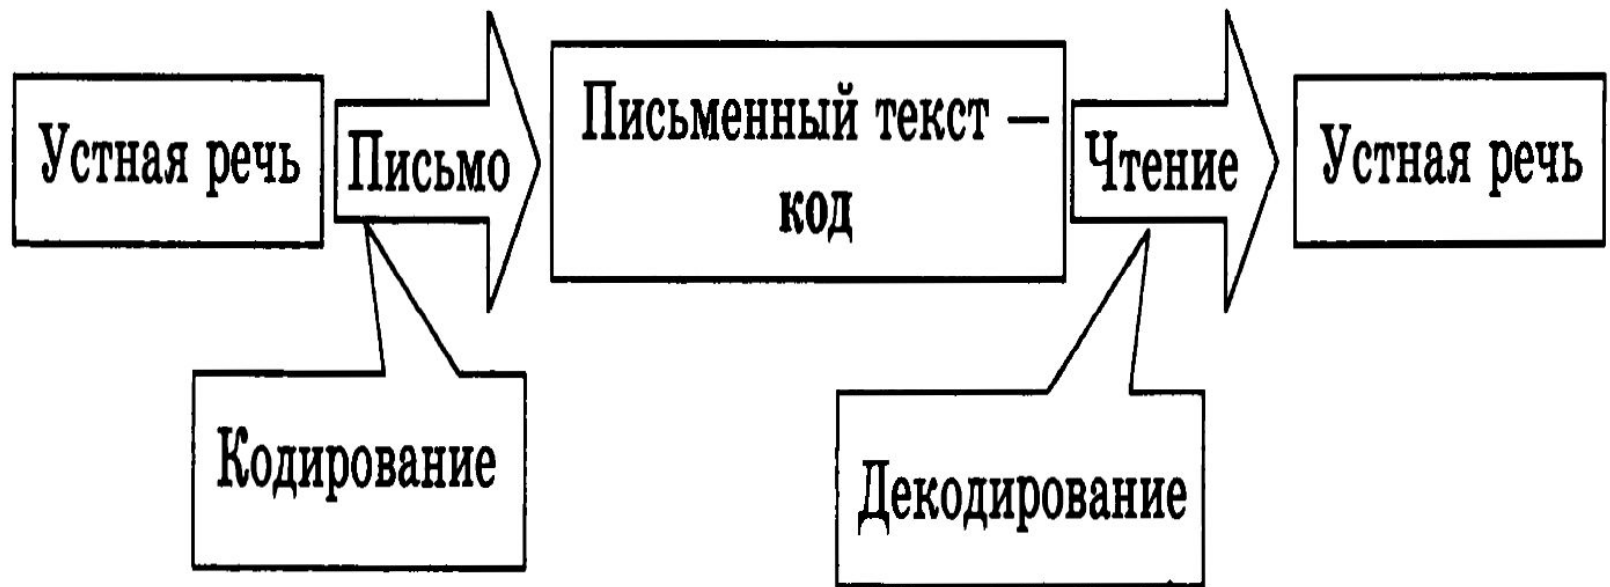 Устная речь
Письмо
Письменный текст —
код
Чтение
Устная речь
Кодирование
Декодирование